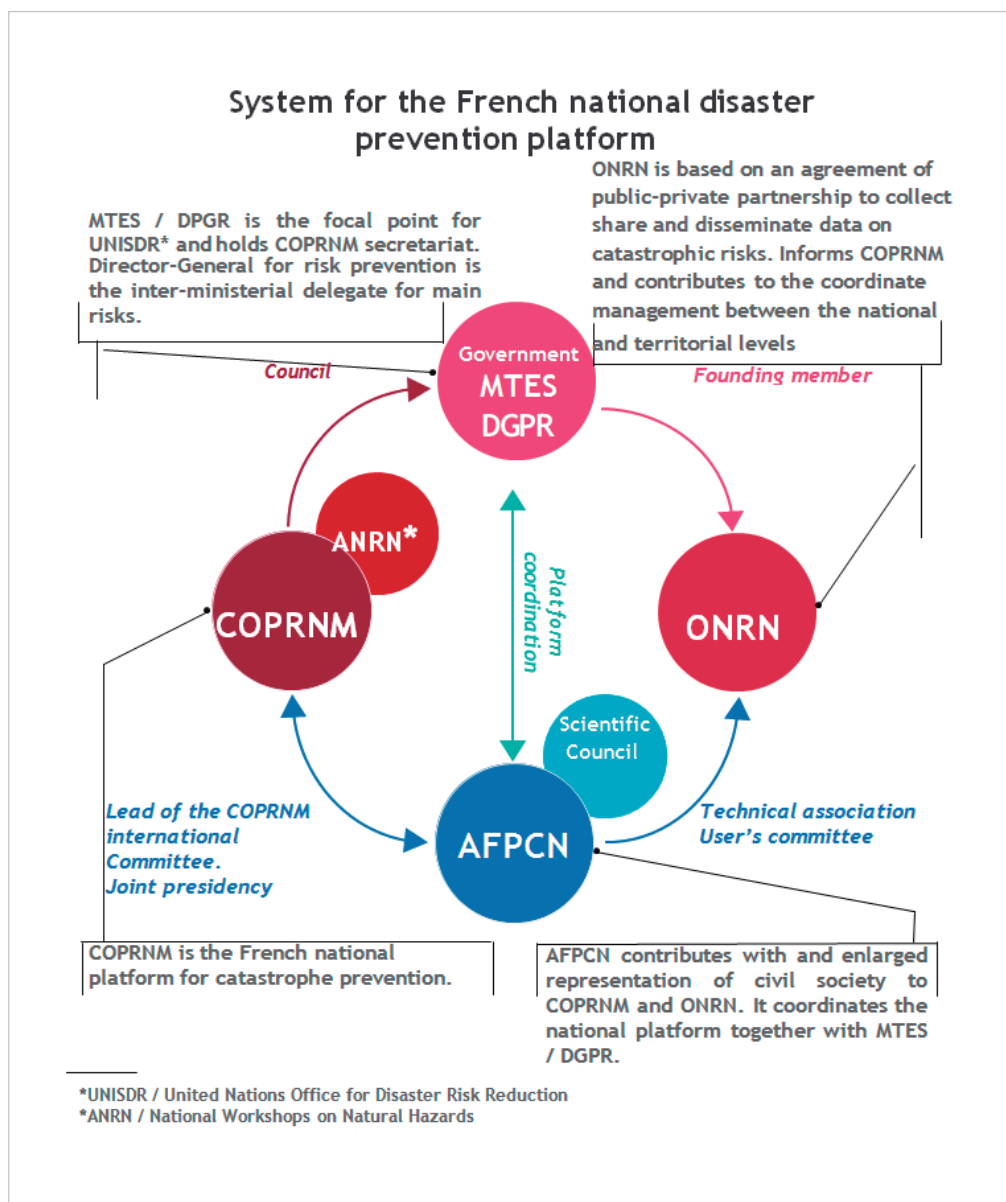 System for the French national disaster
prevention platform
MTES / DPGR is the focal point for
UNISDR* and holds COPRNM secretariat.
Director-General for risk prevention is
the inter-ministerial delegate for main
risks.
ONRN is based on an agreement of
public-private partnership to collect
share and disseminate data on
catastrophic risks. Informs COPRNM
and contributes to the coordinate
management between the national
and territorial levels
Council
Government
MTES
DGPR
Founding member
ANRN*
COPRNM
Platform
coordination
ONRN
Scientific
Council
AFPCN
Lead of the COPRNM
international
Committee.
Joint presidency
Technical association
User's committee
COPRNM is the French national
platform for catastrophe prevention.
AFPCN contributes with and enlarged
representation of civil society to
COPRNM and ONRN. It coordinates the
national platform together with MTES
/ DGPR.
*UNISDR / United Nations Office for Disaster Risk Reduction
*ANRN / National Workshops on Natural Hazards